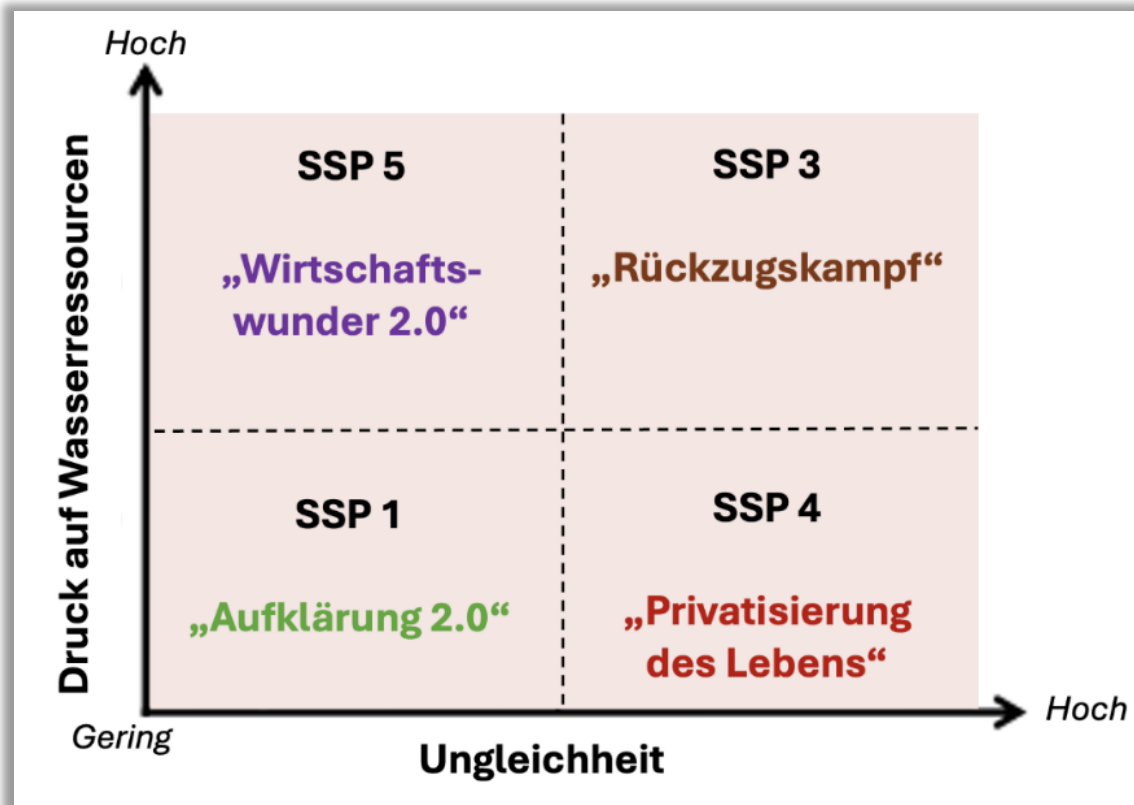 Hoch
Druck auf Wasserressourcen
SSP 5
„Wirtschafts-
wunder 2.0“
SSP 3
„Rückzugskampf“
SSP 1
„Aufklärung 2.0“
SSP 4
„Privatisierung
des Lebens“
Gering
Ungleichheit
Hoch